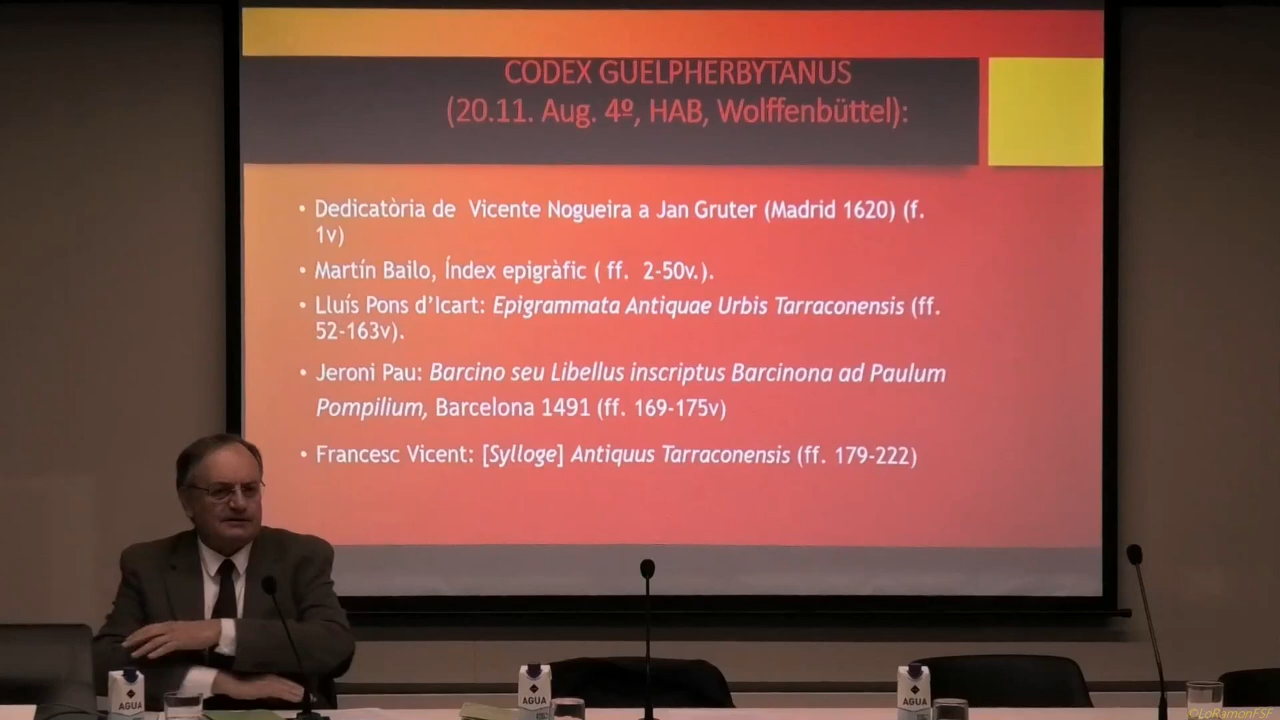 CODEX GUELPHERBYTANUS
(20.11. Aug. 4º, HAB, Wolffenbüttel):
• Dedicatòria de Vicente Nogueira a Jan Gruter (Madrid 1620) (f.
1v)
• Martín Bailo, Índex epigràfic ( ff. 2-50v.).
• Lluís Pons d’Icart: Epigrammata Antiquae Urbis Tarraconensis (ff.
52-163v).
• Jeroni Pau: Barcino seu Libellus inscriptus Barcinona ad Paulum
Pompilium, Barcelona 1491 (ff. 169-175v)
• Francesc Vicent: [Sylloge] Antiquus Tarraconensis (ff. 179-222)
AGUA
AGUA
AGUA
©LoRamonFSF